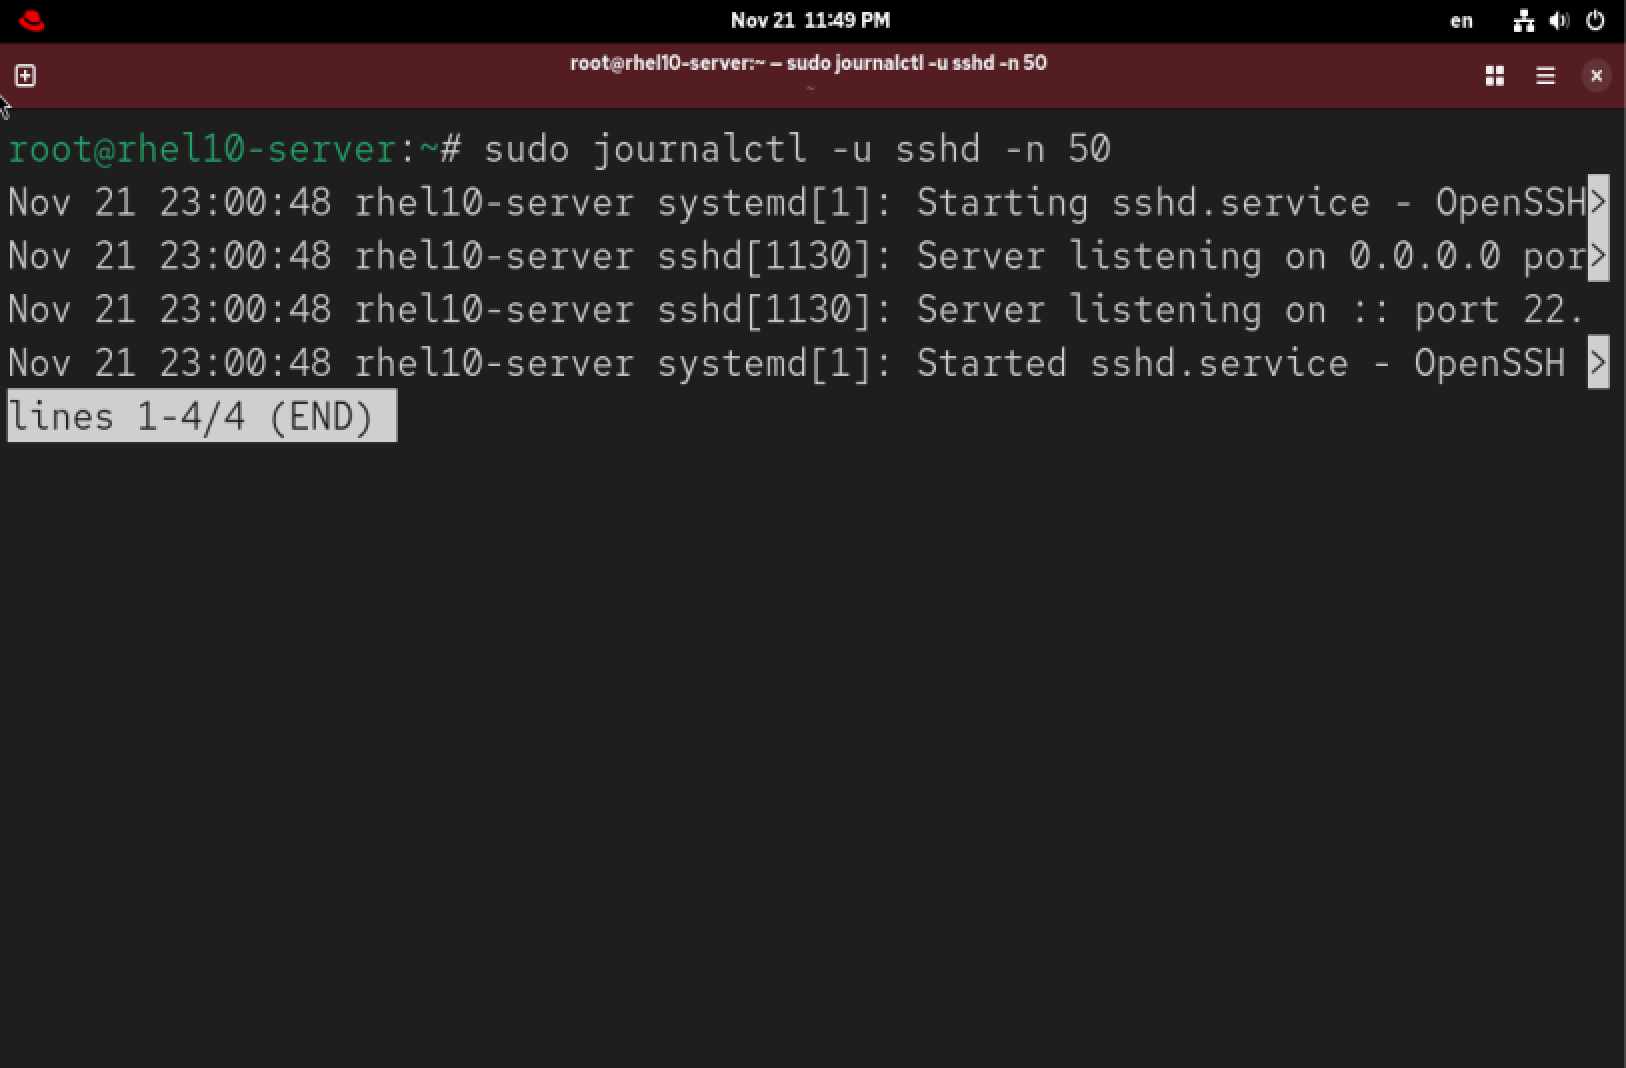 Nov 21 11:49 PM
en
root@rhel10-server:~ – sudo journalctl -u sshd -n 50
~
root@rhel10-server:~# sudo journalctl -u sshd -n 50
Nov 21 23:00:48 rhel10-server systemd[1]: Starting sshd.service - OpenSSH>
Nov 21 23:00:48 rhel10-server sshd[1130]: Server listening on 0.0.0.0 por>
Nov 21 23:00:48 rhel10-server sshd[1130]: Server listening on :: port 22.
Nov 21 23:00:48 rhel10-server systemd[1]: Started sshd.service - OpenSSH >
lines 1-4/4 (END)